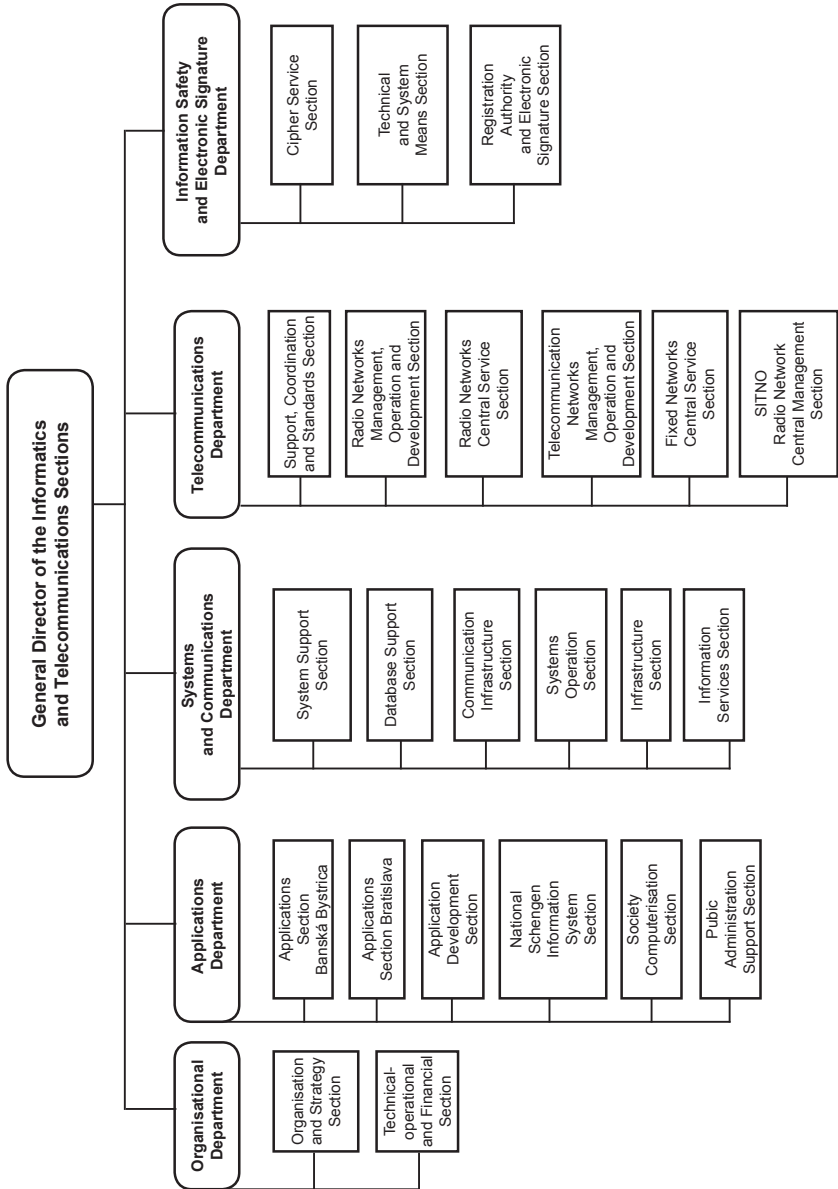 General Director of the Informatics
and Telecommunications Sections
Organisational
Department
Organisation
and Strategy
Section
Technical-
operational
and Financial
Section
Applications
Department
Applications
Section
Banská Bystrica
Applications
Section Bratislava
Application
Development
Section
National
Schengen
Information
System
Section
Society
Computerisation
Section
Pubic
Administration
Support Section
Systems
and Communications
Department
System Support
Section
Database Support
Section
Communication
Infrastructure
Section
Systems
Operation
Section
Infrastructure
Section
Information
Services Section
Telecommunications
Department
Support, Coordination
and Standards Section
Radio Networks
Management,
Operation and
Development Section
Radio Networks
Central Service
Section
Telecommunication
Networks
Management,
Operation and
Development Section
Fixed Networks
Central Service
Section
SITNO
Radio Network
Central Management
Section
Information Safety
and Electronic Signature
Department
Cipher Service
Section
Technical
and System
Means Section
Registration
Authority
and Electronic
Signature Section